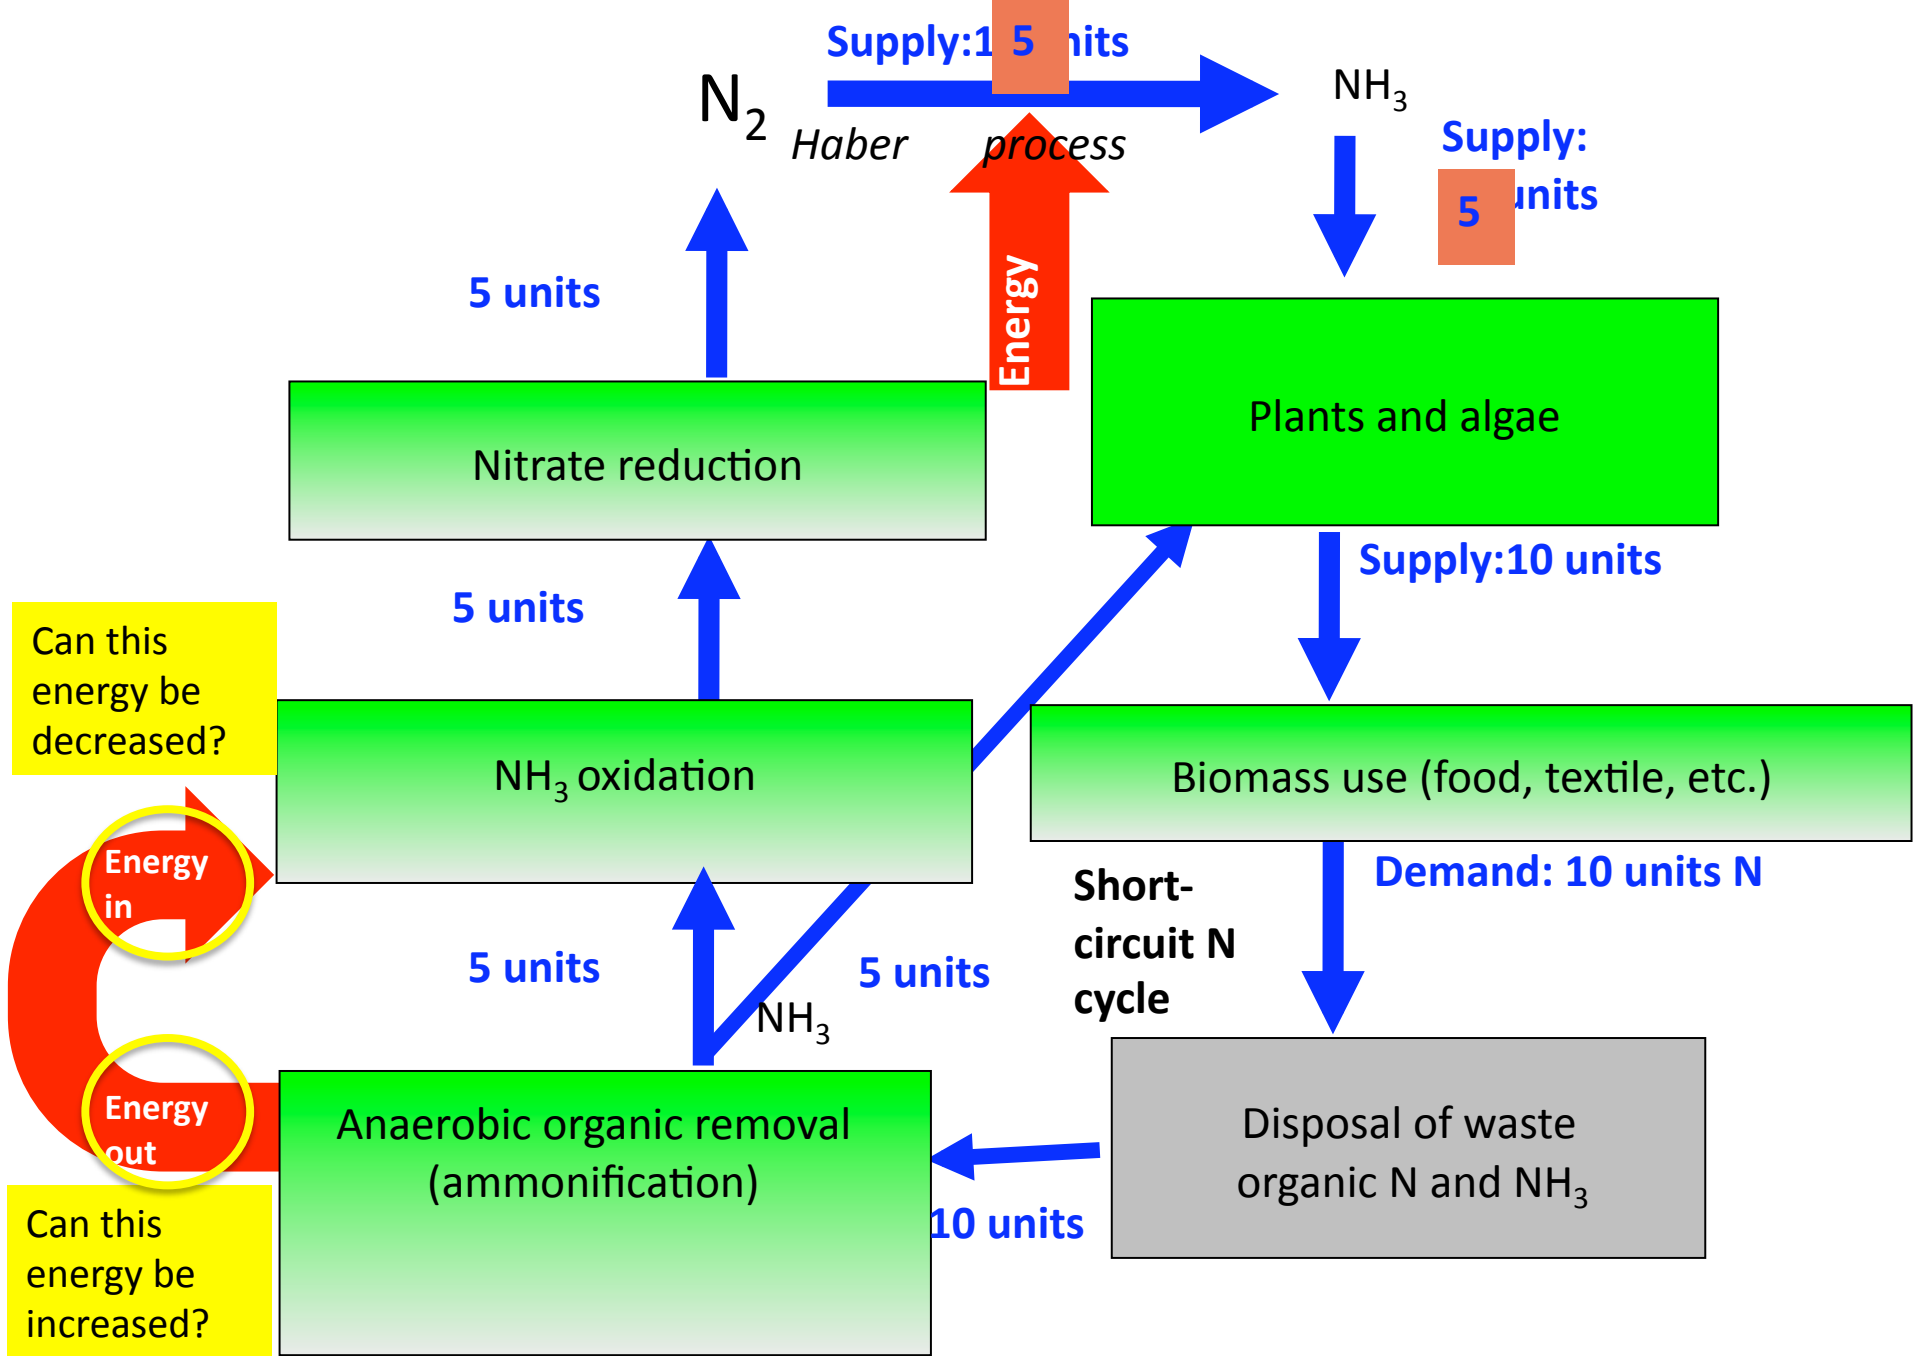 Supply:1 5 nits
N2
NH3
Haber process
Supply:
5 units
5 units
Energy
Plants and algae
Nitrate reduction
Supply:10 units
5 units
Can this
energy be
decreased?
NH3 oxidation
Biomass use (food, textile, etc.)
Energy
in
Demand: 10 units N
Short-
circuit N
cycle
5 units
5 units
NH3
Energy
out
Anaerobic organic removal
(ammonification)
Disposal of waste
organic N and NH3
10 units
Can this
energy be
increased?